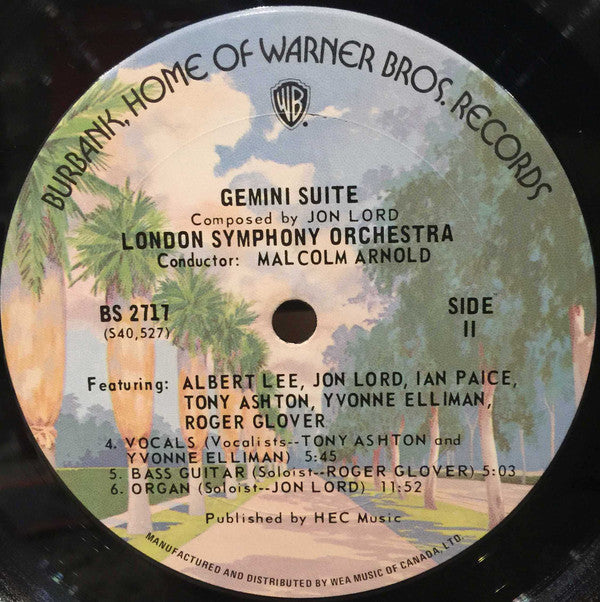 BURBANK, HOME OF WARNER BROS. RECORDS
WB
GEMINI SUITE
Composed by JON LORD
LONDON SYMPHONY ORCHESTRA
Conductor: MALCOLM ARNOLD
BS 2717
(S40,527)
SIDE
II
Featuring: ALBERT LEE, JON LORD, IAN PAICE,
TONY ASHTON, YVONNE ELLIMAN,
ROGER GLOVER
4. VOCALS (Vocalists--TONY ASHTON and
YVONNE ELLIMAN) 5:45
5. BASS GUITAR (Soloist--ROGER GLOVER) 5:03
6. ORGAN (Soloist--JON LORD) 11:52
Published by HEC Music
MANUFACTURED AND DISTRIBUTED BY WEA MUSIC OF CANADA, LTD.